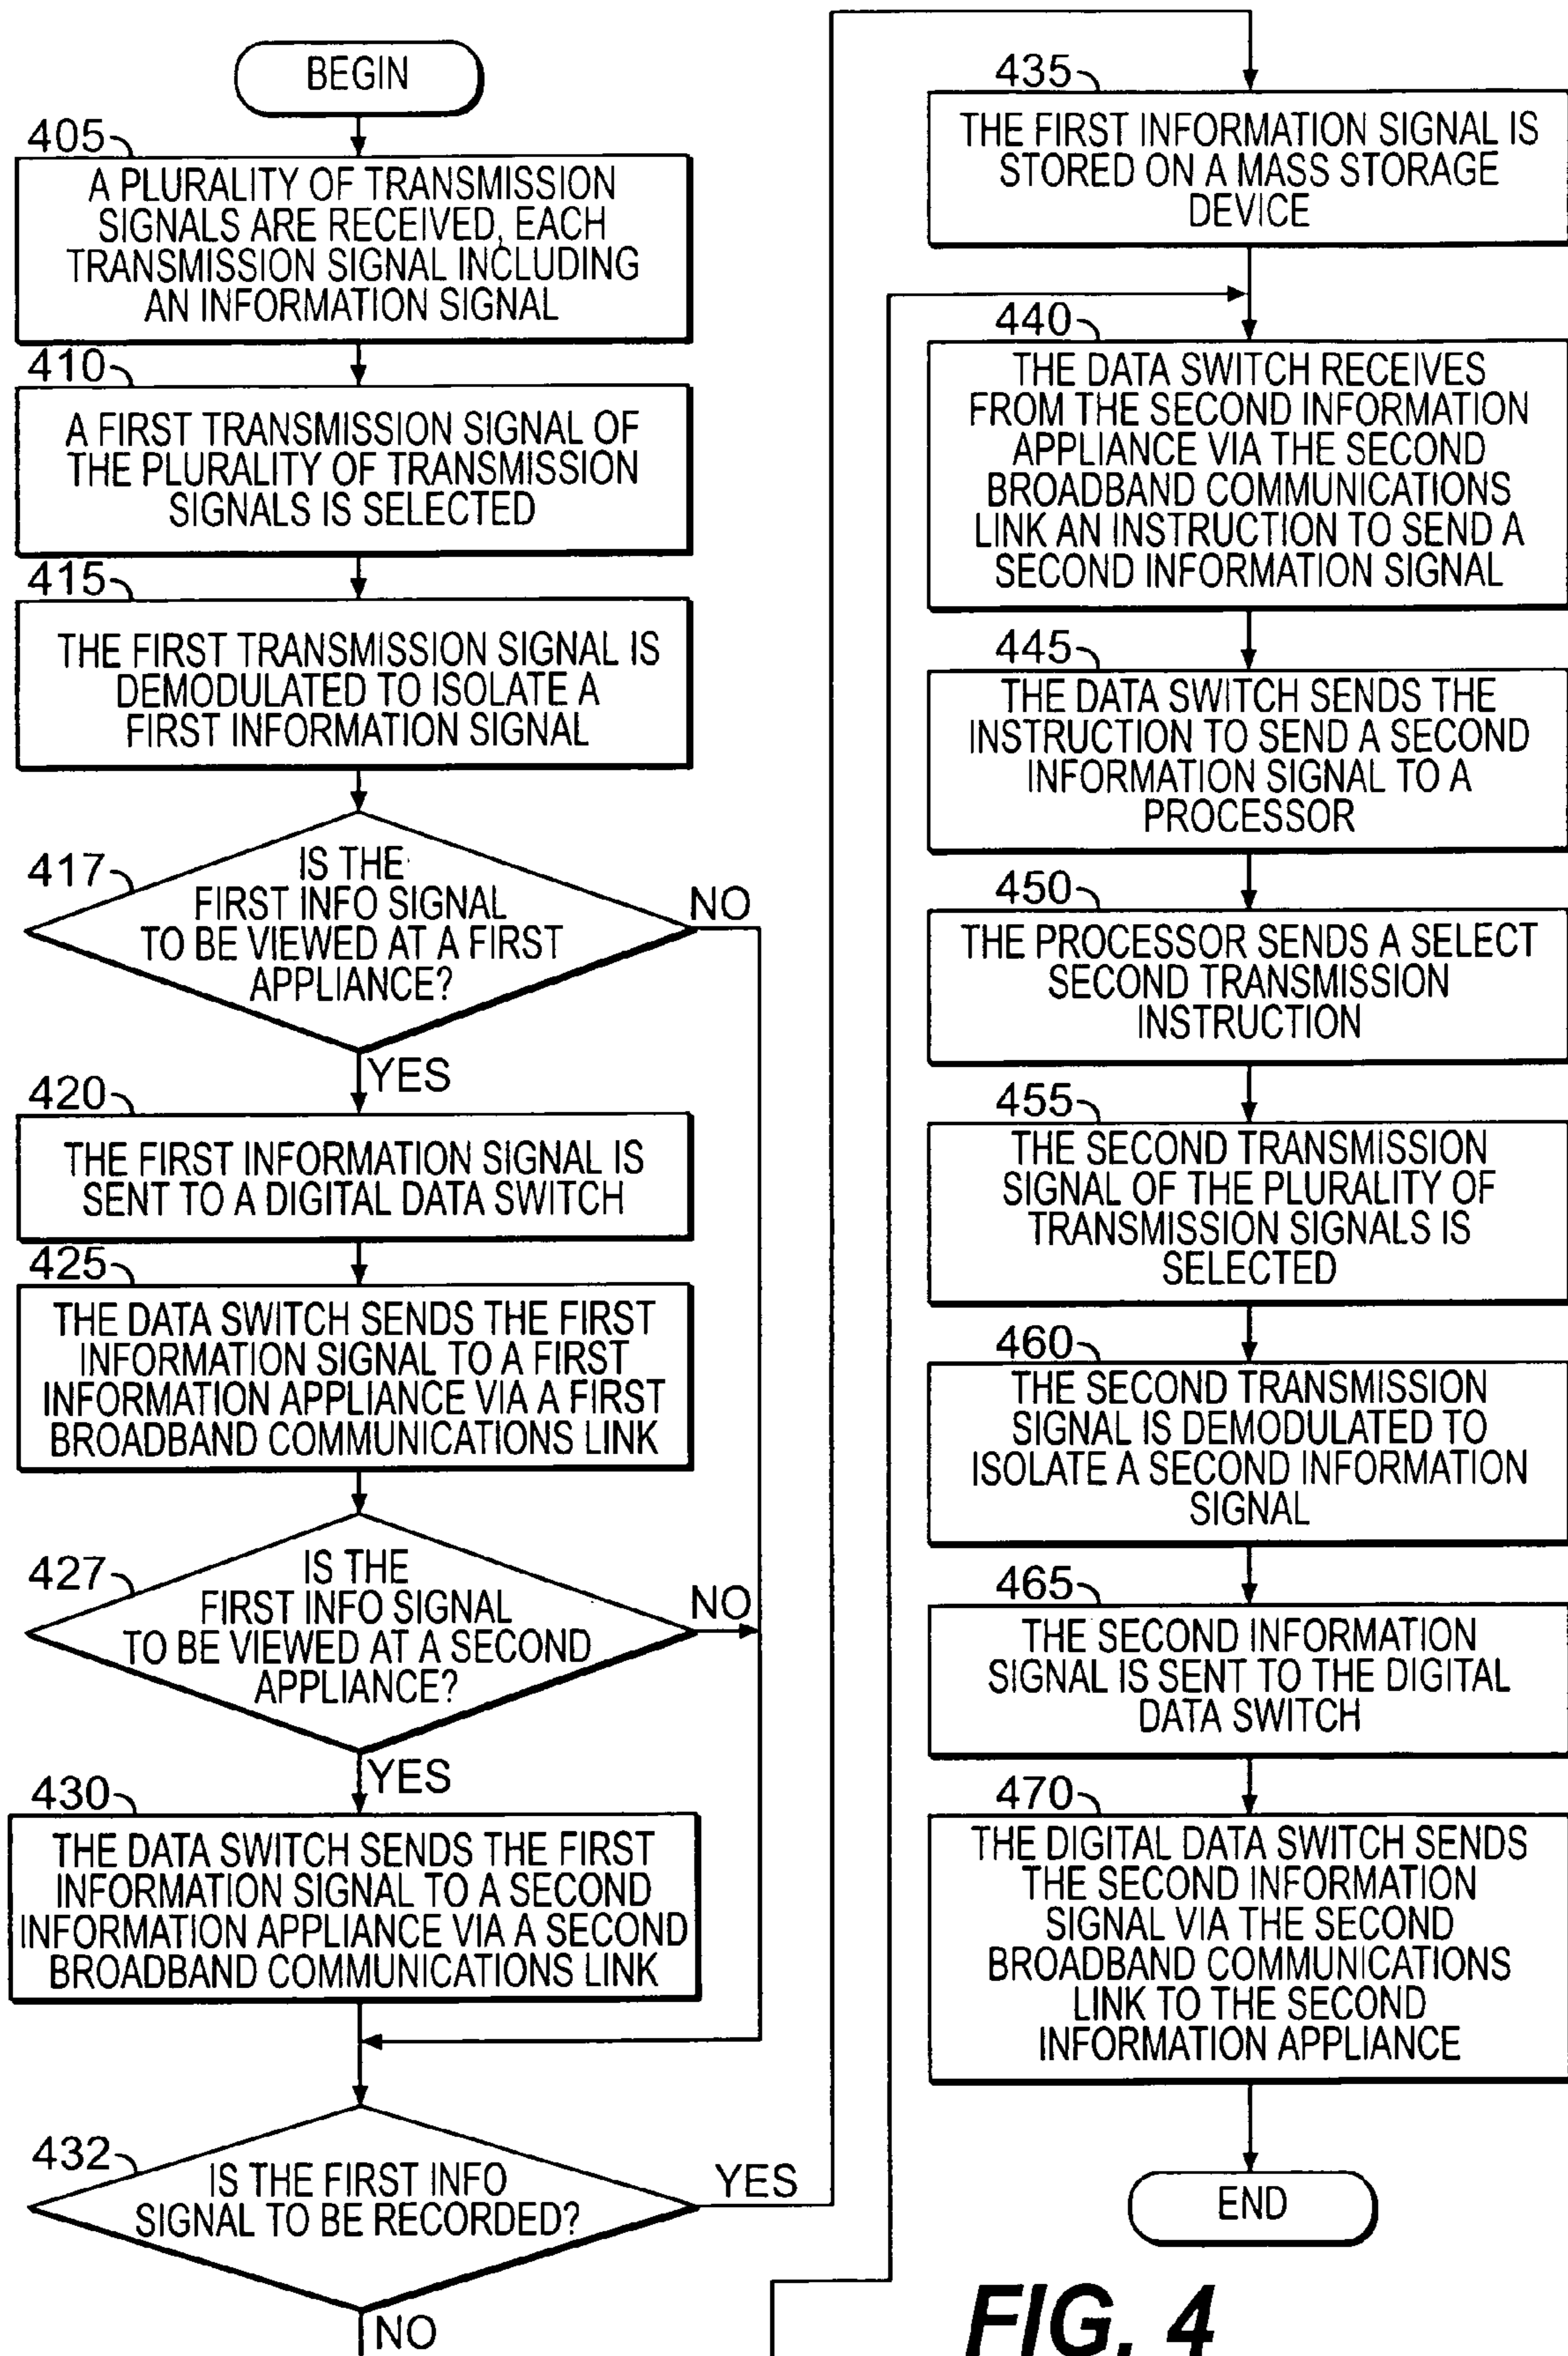 BEGIN
405
A PLURALITY OF TRANSMISSION
SIGNALS ARE RECEIVED, EACH
TRANSMISSION SIGNAL INCLUDING
AN INFORMATION SIGNAL
410
A FIRST TRANSMISSION SIGNAL OF
THE PLURALITY OF TRANSMISSION
SIGNALS IS SELECTED
415
THE FIRST TRANSMISSION SIGNAL IS
DEMODULATED TO ISOLATE A
FIRST INFORMATION SIGNAL
417
IS THE
FIRST INFO SIGNAL
TO BE VIEWED AT A FIRST
APPLIANCE?
NO
YES
420
THE FIRST INFORMATION SIGNAL IS
SENT TO A DIGITAL DATA SWITCH
425
THE DATA SWITCH SENDS THE FIRST
INFORMATION SIGNAL TO A FIRST
INFORMATION APPLIANCE VIA A FIRST
BROADBAND COMMUNICATIONS LINK
427
IS THE
FIRST INFO SIGNAL
TO BE VIEWED AT A SECOND
APPLIANCE?
NO
YES
430
THE DATA SWITCH SENDS THE FIRST
INFORMATION SIGNAL TO A SECOND
INFORMATION APPLIANCE VIA A SECOND
BROADBAND COMMUNICATIONS LINK
432
IS THE FIRST INFO
SIGNAL TO BE RECORDED?
YES
NO
435
THE FIRST INFORMATION SIGNAL IS
STORED ON A MASS STORAGE
DEVICE
440
THE DATA SWITCH RECEIVES
FROM THE SECOND INFORMATION
APPLIANCE VIA THE SECOND
BROADBAND COMMUNICATIONS
LINK AN INSTRUCTION TO SEND A
SECOND INFORMATION SIGNAL
445
THE DATA SWITCH SENDS THE
INSTRUCTION TO SEND A SECOND
INFORMATION SIGNAL TO A
PROCESSOR
450
THE PROCESSOR SENDS A SELECT
SECOND TRANSMISSION
INSTRUCTION
455
THE SECOND TRANSMISSION
SIGNAL OF THE PLURALITY OF
TRANSMISSION SIGNALS IS
SELECTED
460
THE SECOND TRANSMISSION
SIGNAL IS DEMODULATED TO
ISOLATE A SECOND INFORMATION
SIGNAL
465
THE SECOND INFORMATION
SIGNAL IS SENT TO THE DIGITAL
DATA SWITCH
470
THE DIGITAL DATA SWITCH SENDS
THE SECOND INFORMATION
SIGNAL VIA THE SECOND
BROADBAND COMMUNICATIONS
LINK TO THE SECOND
INFORMATION APPLIANCE
END
FIG. 4